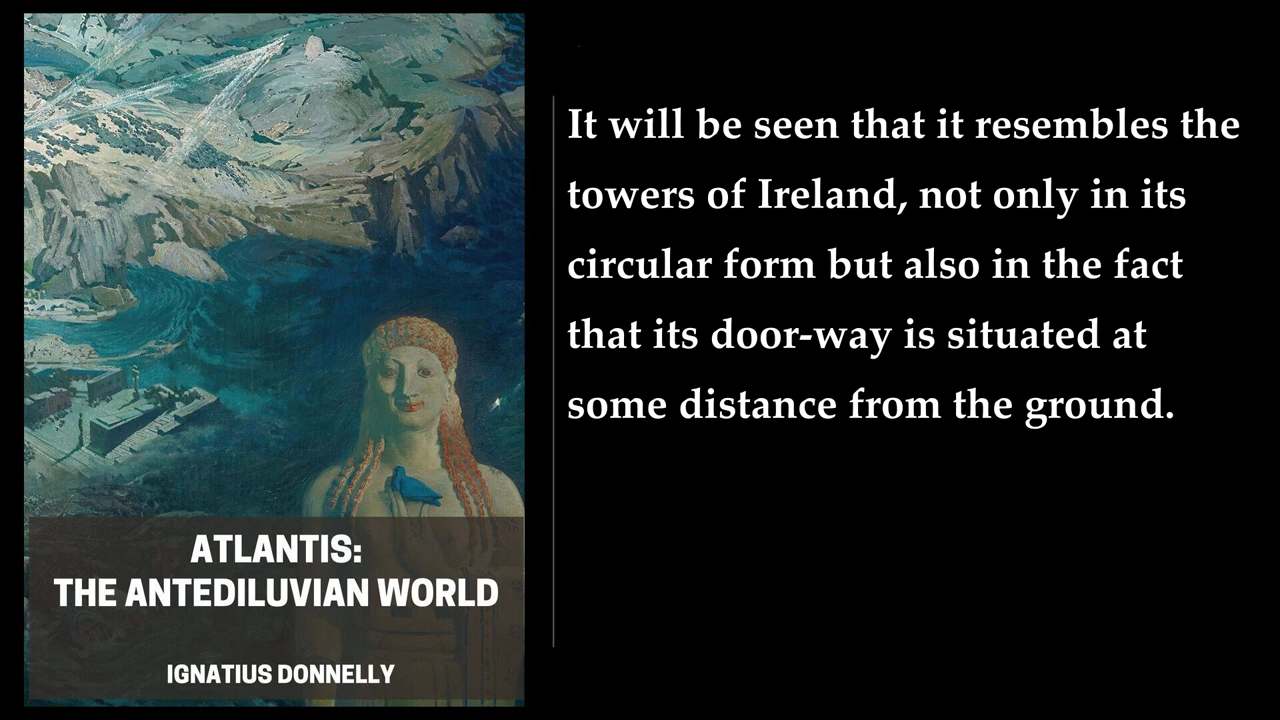 ATLANTIS:
THE ANTEDILUVIAN WORLD
IGNATIUS DONNELLY
It will be seen that it resembles the
towers of Ireland, not only in its
circular form but also in the fact
that its door-way is situated at
some distance from the ground.